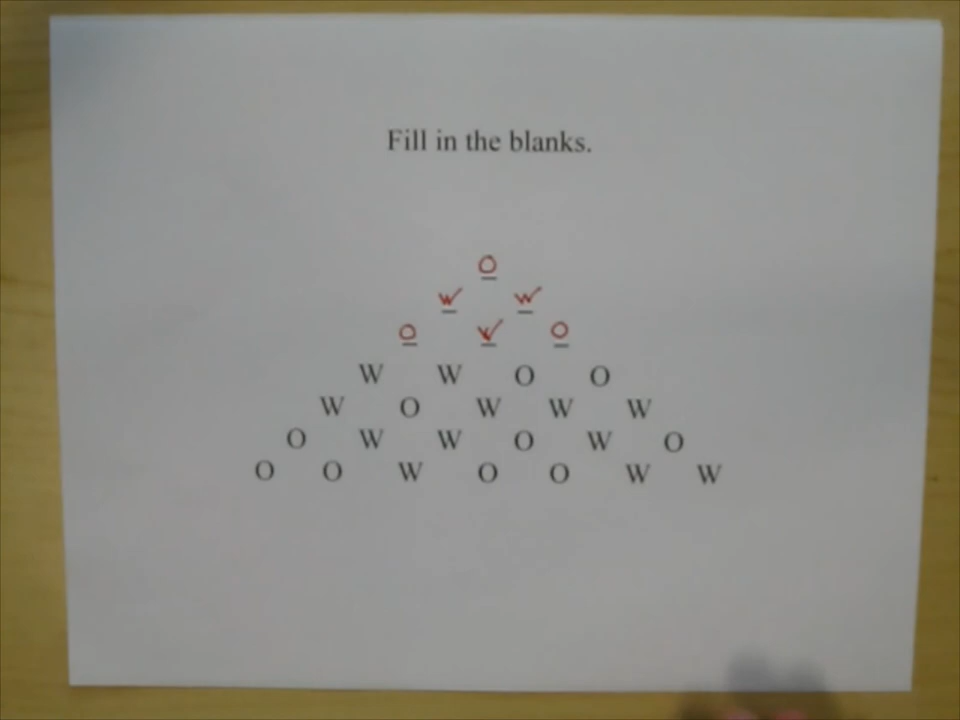 Fill in the blanks.
O
W W
O W O
W W O O
W O W W W
O W W O W O
O O W O O W W